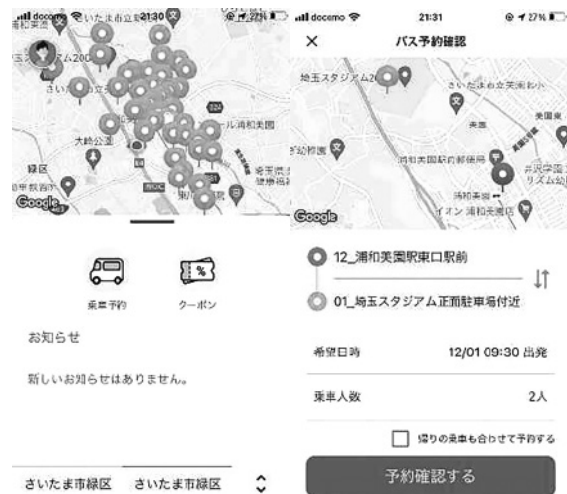 docomo 21:30 27%
大崎公園
緑区
Google
乗車予約
クーポン
お知らせ
新しいお知らせはありません。
さいたま市緑区 さいたま市緑区
docomo 21:31 27%
バス予約確認
埼玉スタジアム2
美園
浦和美園駅前郵便局
浦和美園
イオン 浦和美園店
Google
12_浦和美園駅東口駅前
01_埼玉スタジアム正面駐車場付近
希望日時 12/01 09:30 出発
乗車人数 2人
帰りの乗車も合わせて予約する
予約確認する